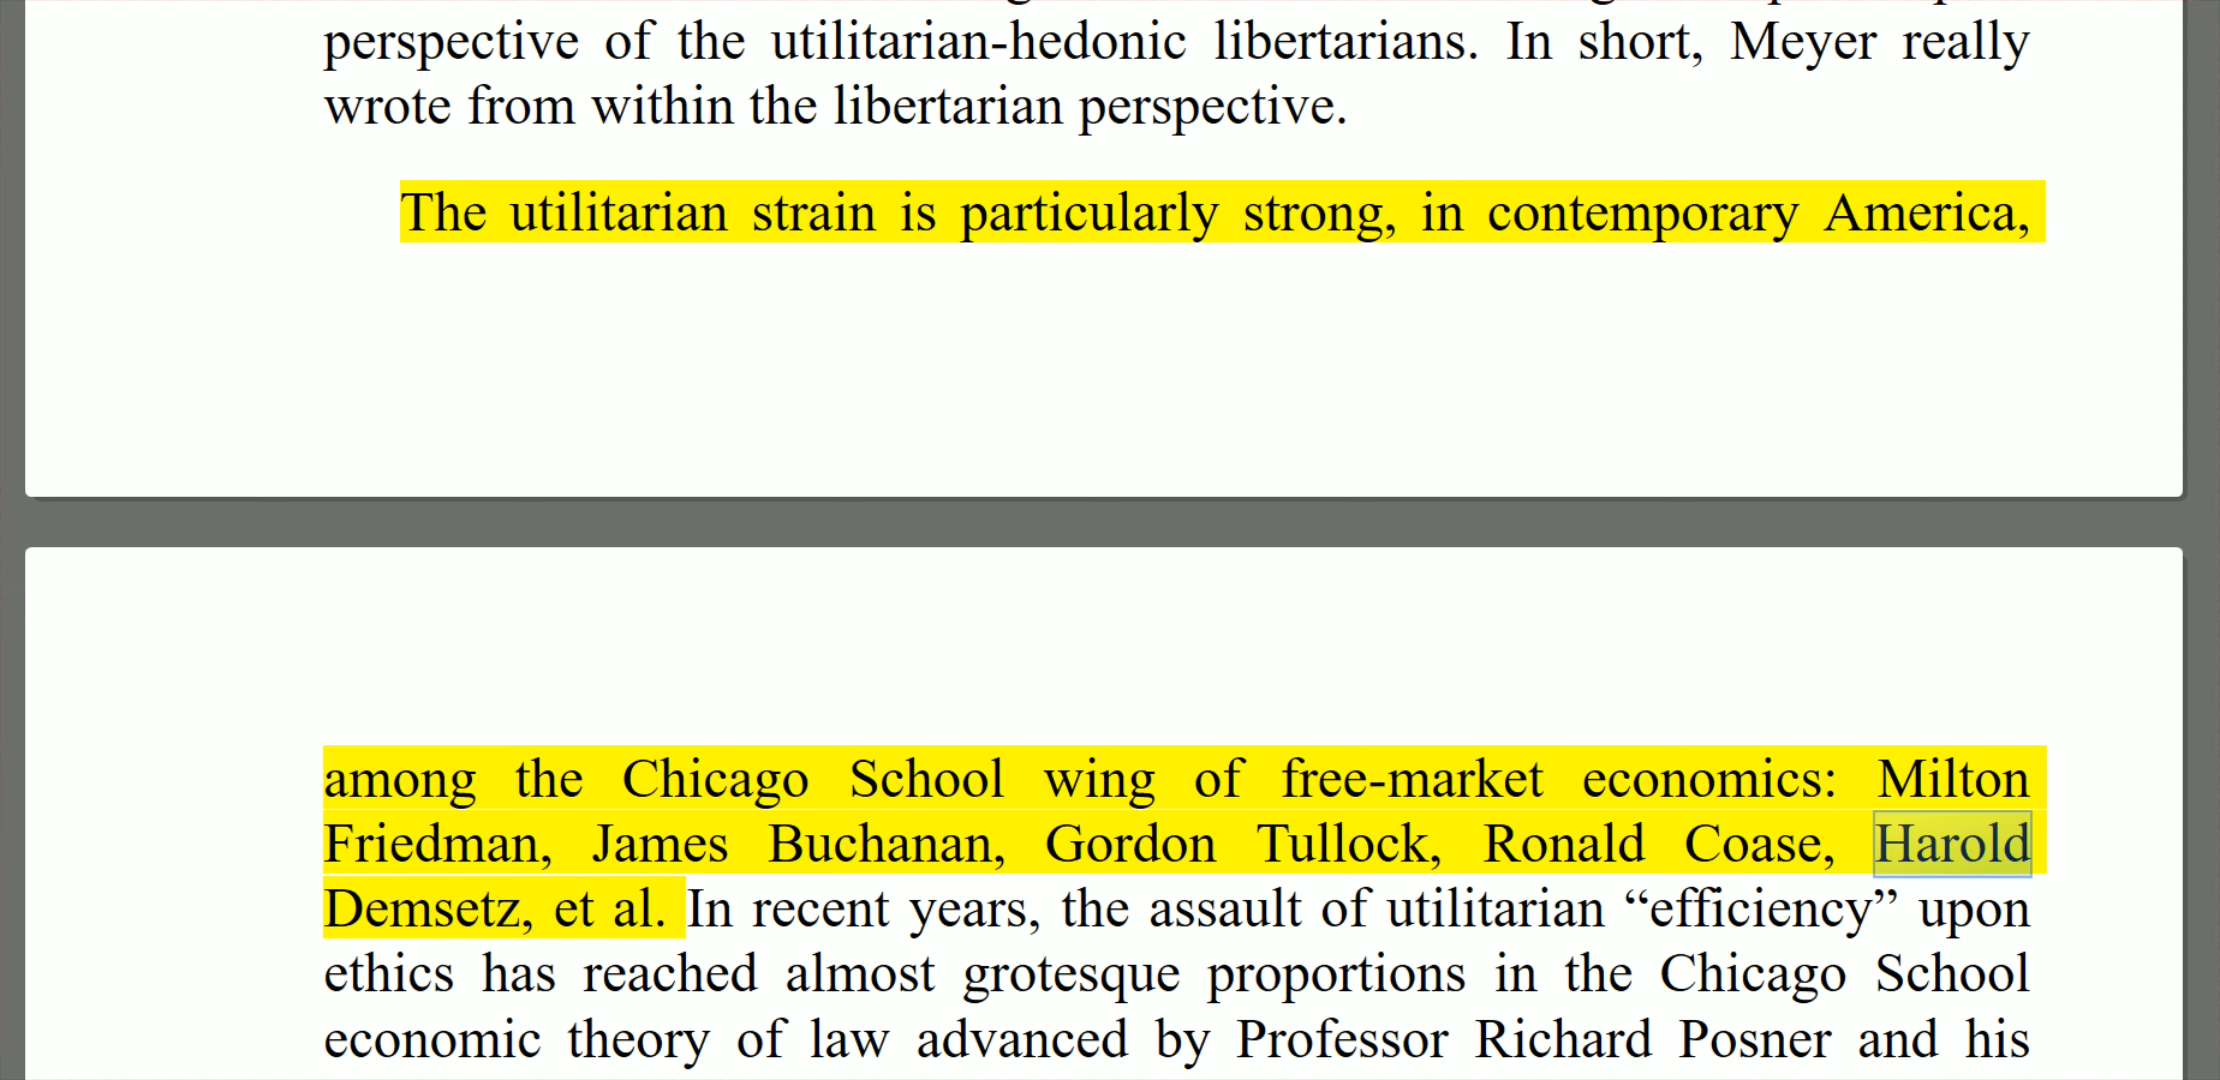 perspective of the utilitarian-hedonic libertarians. In short, Meyer really
wrote from within the libertarian perspective.
The utilitarian strain is particularly strong, in contemporary America,
among the Chicago School wing of free-market economics: Milton
Friedman, James Buchanan, Gordon Tullock, Ronald Coase, Harold
Demsetz, et al. In recent years, the assault of utilitarian “efficiency” upon
ethics has reached almost grotesque proportions in the Chicago School
economic theory of law advanced by Professor Richard Posner and his